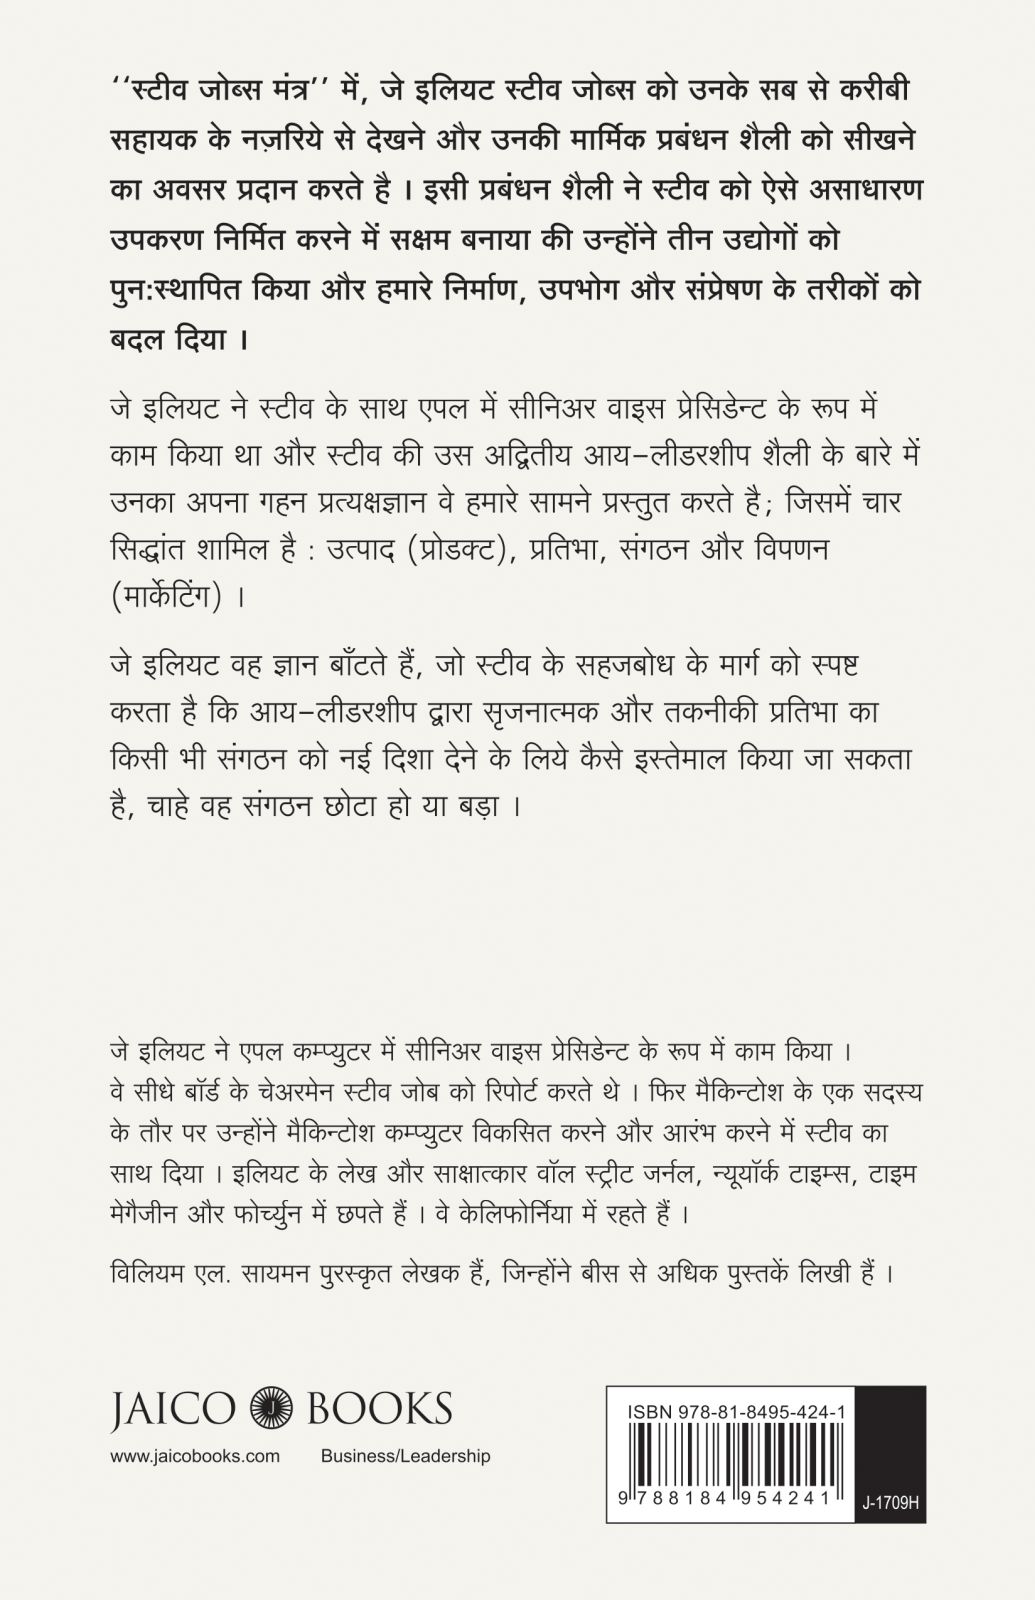 ‘‘स्टीव जोब्स मंत्र’’ में, जे इलियट स्टीव जोब्स को उनके सब से करीबी
सहायक के नज़रिये से देखने और उनकी मार्मिक प्रबंधन शैली को सीखने
का अवसर प्रदान करते है । इसी प्रबंधन शैली ने स्टीव को ऐसे असाधारण
उपकरण निर्मित करने में सक्षम बनाया की उन्होंने तीन उद्योगों को
पुन:स्थापित किया और हमारे निर्माण, उपभोग और संप्रेषण के तरीकों को
बदल दिया ।
जे इलियट ने स्टीव के साथ एपल में सीनिअर वाइस प्रेसिडेन्ट के रूप में
काम किया था और स्टीव की उस अद्वितीय आय–लीडरशीप शैली के बारे में
उनका अपना गहन प्रत्यक्षज्ञान वे हमारे सामने प्रस्तुत करते है; जिसमें चार
सिद्धांत शामिल है : उत्पाद (प्रोडक्ट), प्रतिभा, संगठन और विपणन
(मार्केटिंग) ।
जे इलियट वह ज्ञान बाँटते हैं, जो स्टीव के सहजबोध के मार्ग को स्पष्ट
करता है कि आय–लीडरशीप द्वारा सृजनात्मक और तकनीकी प्रतिभा का
किसी भी संगठन को नई दिशा देने के लिये कैसे इस्तेमाल किया जा सकता
है, चाहे वह संगठन छोटा हो या बड़ा ।
जे इलियट ने एपल कम्प्युटर में सीनिअर वाइस प्रेसिडेन्ट के रूप में काम किया ।
वे सीधे बॉर्ड के चेअरमेन स्टीव जोब को रिपोर्ट करते थे । फिर मैकिन्टोश के एक सदस्य
के तौर पर उन्होंने मैकिन्टोश कम्प्युटर विकसित करने और आरंभ करने में स्टीव का
साथ दिया । इलियट के लेख और साक्षात्कार वॉल स्ट्रीट जर्नल, न्यूयॉर्क टाइम्स, टाइम
मेगैजीन और फोर्च्युन में छपते हैं । वे केलिफोर्निया में रहते हैं ।
विलियम एल. सायमन पुरस्कृत लेखक हैं, जिन्होंने बीस से अधिक पुस्तकें लिखी हैं ।
JAICO J BOOKS
www.jaicobooks.com Business/Leadership
ISBN 978-81-8495-424-1
9 788184 954241
J-1709H